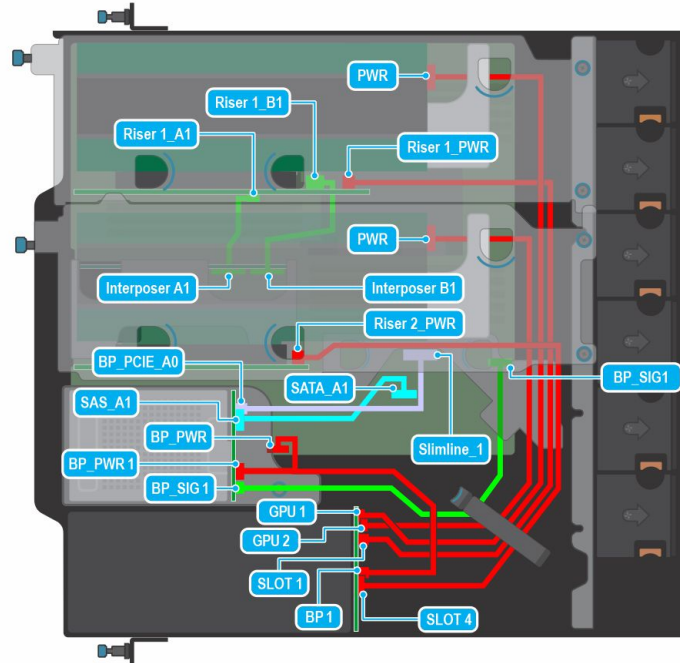 PWR
Riser 1_B1
Riser 1_A1
Riser 1_PWR
PWR
Interposer A1
Interposer B1
Riser 2_PWR
BP_PCIE_A0
BP_SIG1
SATA_A1
SAS_A1
BP_PWR
Slimline_1
BP_PWR 1
BP_SIG 1
GPU 1
GPU 2
SLOT 1
BP 1
SLOT 4